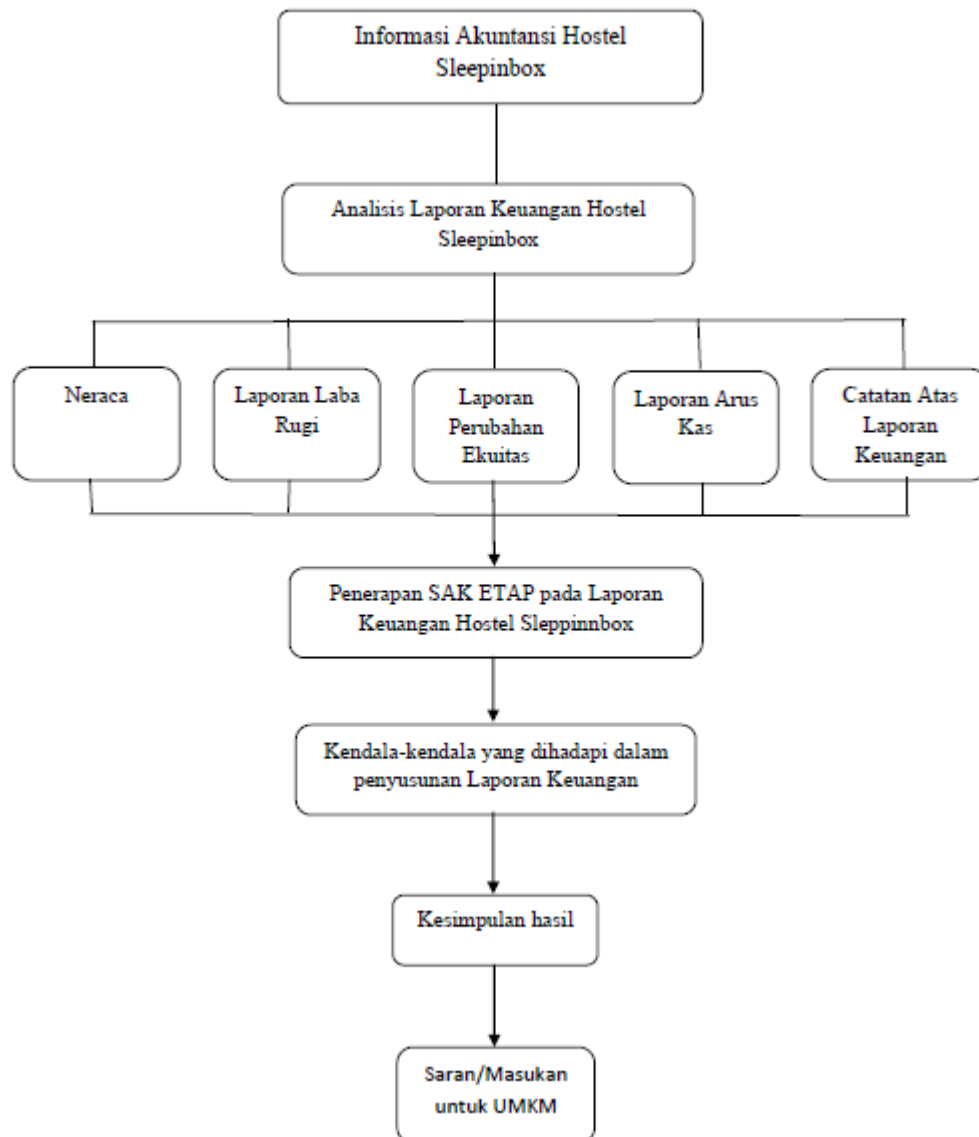 Informasi Akuntansi Hostel
Sleepinbox
Analisis Laporan Keuangan Hostel
Sleepinbox
Neraca
Laporan Laba
Rugi
Laporan
Perubahan
Ekuitas
Laporan Arus
Kas
Catatan Atas
Laporan
Keuangan
Penerapan SAK ETAP pada Laporan
Keuangan Hostel Sleppinnbox
Kendala-kendala yang dihadapi dalam
penyusunan Laporan Keuangan
Kesimpulan hasil
Saran/Masukan
untuk UMKM